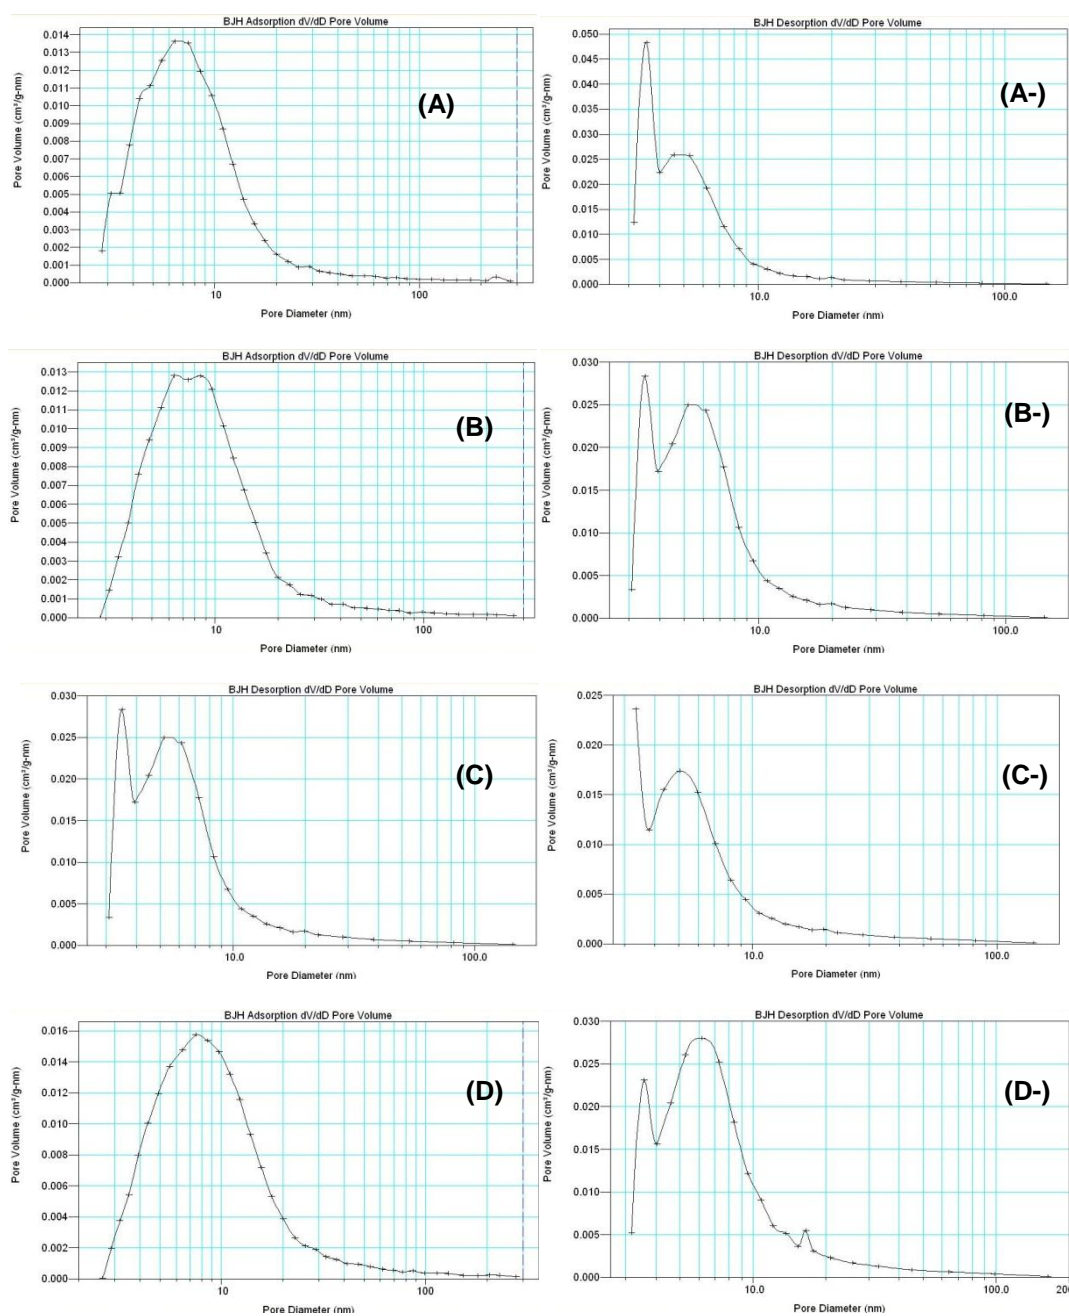 BJH Adsorption dV/dD Pore Volume
Pore Volume (cm³/g-nm)
0.014
0.013
0.012
0.011
0.010
0.009
0.008
0.007
0.006
0.005
0.004
0.003
0.002
0.001
0.000
10
100
Pore Diameter (nm)
(A)
BJH Desorption dV/dD Pore Volume
Pore Volume (cm³/g-nm)
0.050
0.045
0.040
0.035
0.030
0.025
0.020
0.015
0.010
0.005
0.000
10.0
100.0
Pore Diameter (nm)
(A-)
BJH Adsorption dV/dD Pore Volume
Pore Volume (cm³/g-nm)
0.013
0.012
0.011
0.010
0.009
0.008
0.007
0.006
0.005
0.004
0.003
0.002
0.001
0.000
10
100
Pore Diameter (nm)
(B)
BJH Desorption dV/dD Pore Volume
Pore Volume (cm³/g-nm)
0.030
0.025
0.020
0.015
0.010
0.005
0.000
10.0
100.0
Pore Diameter (nm)
(B-)
BJH Desorption dV/dD Pore Volume
Pore Volume (cm³/g-nm)
0.030
0.025
0.020
0.015
0.010
0.005
0.000
10.0
100.0
Pore Diameter (nm)
(C)
BJH Desorption dV/dD Pore Volume
Pore Volume (cm³/g-nm)
0.025
0.020
0.015
0.010
0.005
0.000
10.0
100.0
Pore Diameter (nm)
(C-)
BJH Adsorption dV/dD Pore Volume
Pore Volume (cm³/g-nm)
0.016
0.014
0.012
0.010
0.008
0.006
0.004
0.002
0.000
10
100
Pore Diameter (nm)
(D)
BJH Desorption dV/dD Pore Volume
Pore Volume (cm³/g-nm)
0.030
0.025
0.020
0.015
0.010
0.005
0.000
10.0
100.0
Pore Diameter (nm)
(D-)